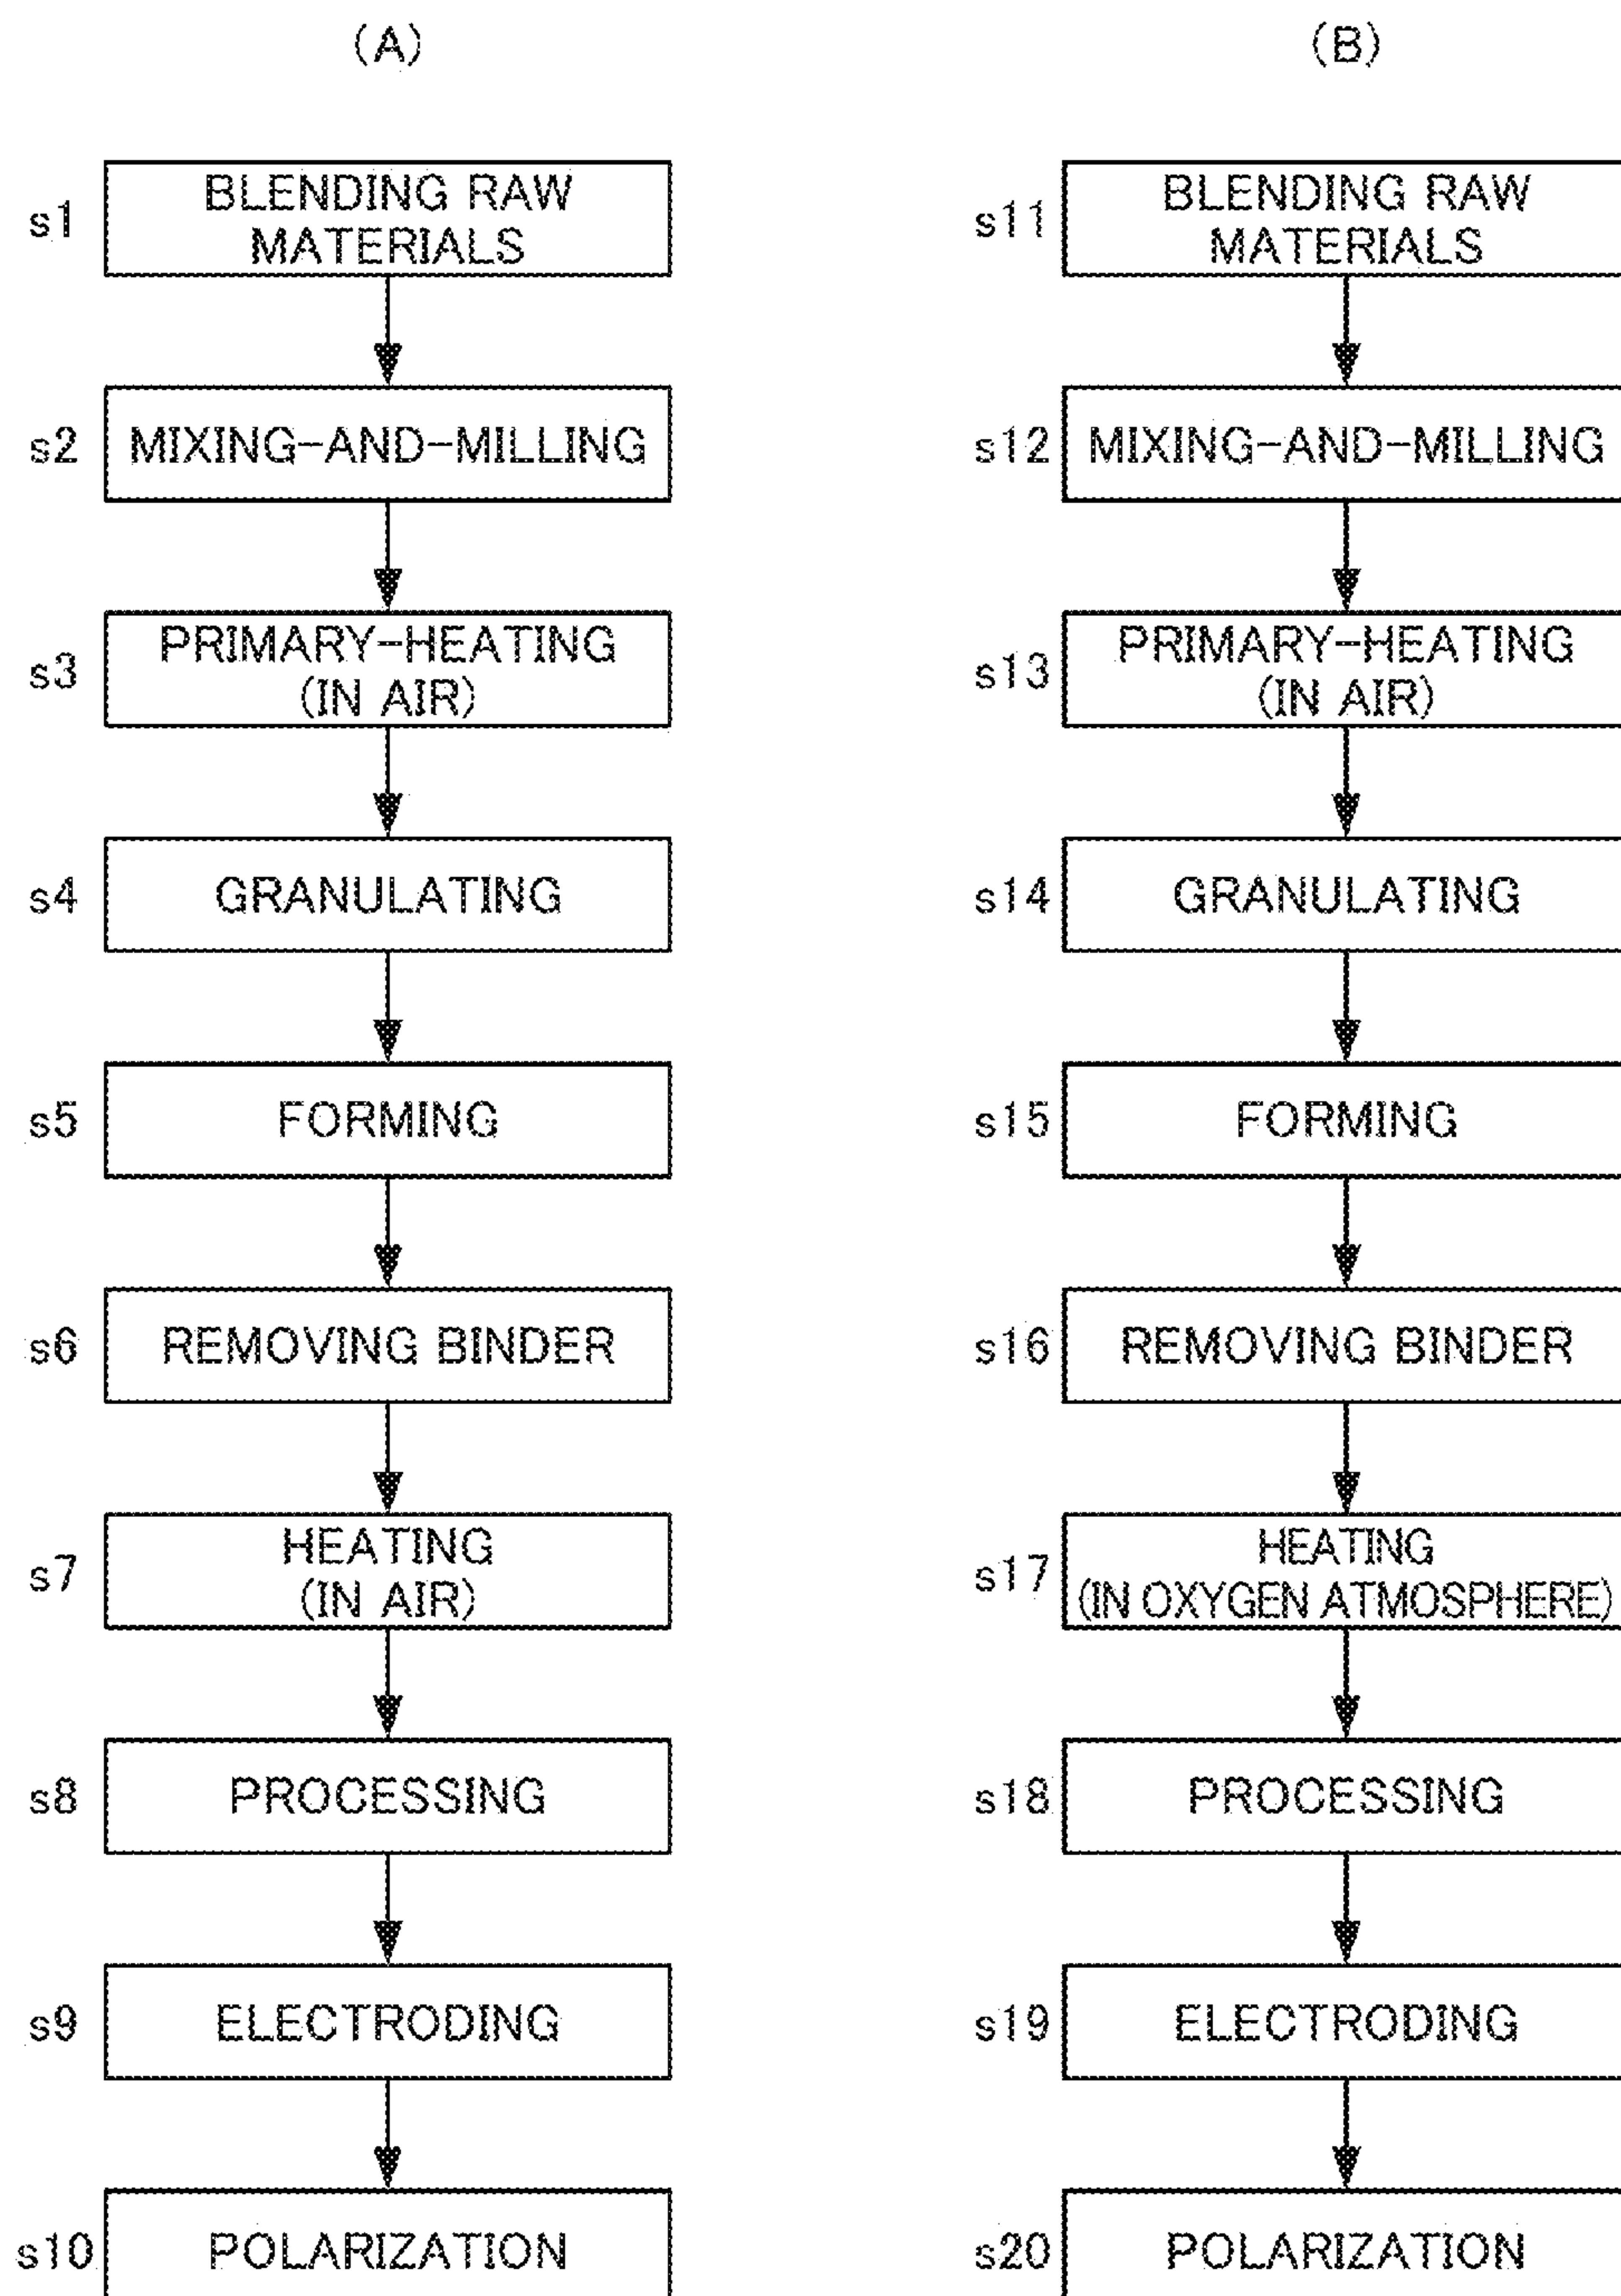 (A)
s1
BLENDING RAW
MATERIALS
s2
MIXING-AND-MILLING
s3
PRIMARY-HEATING
(IN AIR)
s4
GRANULATING
s5
FORMING
s6
REMOVING BINDER
s7
HEATING
(IN AIR)
s8
PROCESSING
s9
ELECTRODING
s10
POLARIZATION
(B)
s11
BLENDING RAW
MATERIALS
s12
MIXING-AND-MILLING
s13
PRIMARY-HEATING
(IN AIR)
s14
GRANULATING
s15
FORMING
s16
REMOVING BINDER
s17
HEATING
(IN OXYGEN ATMOSPHERE)
s18
PROCESSING
s19
ELECTRODING
s20
POLARIZATION